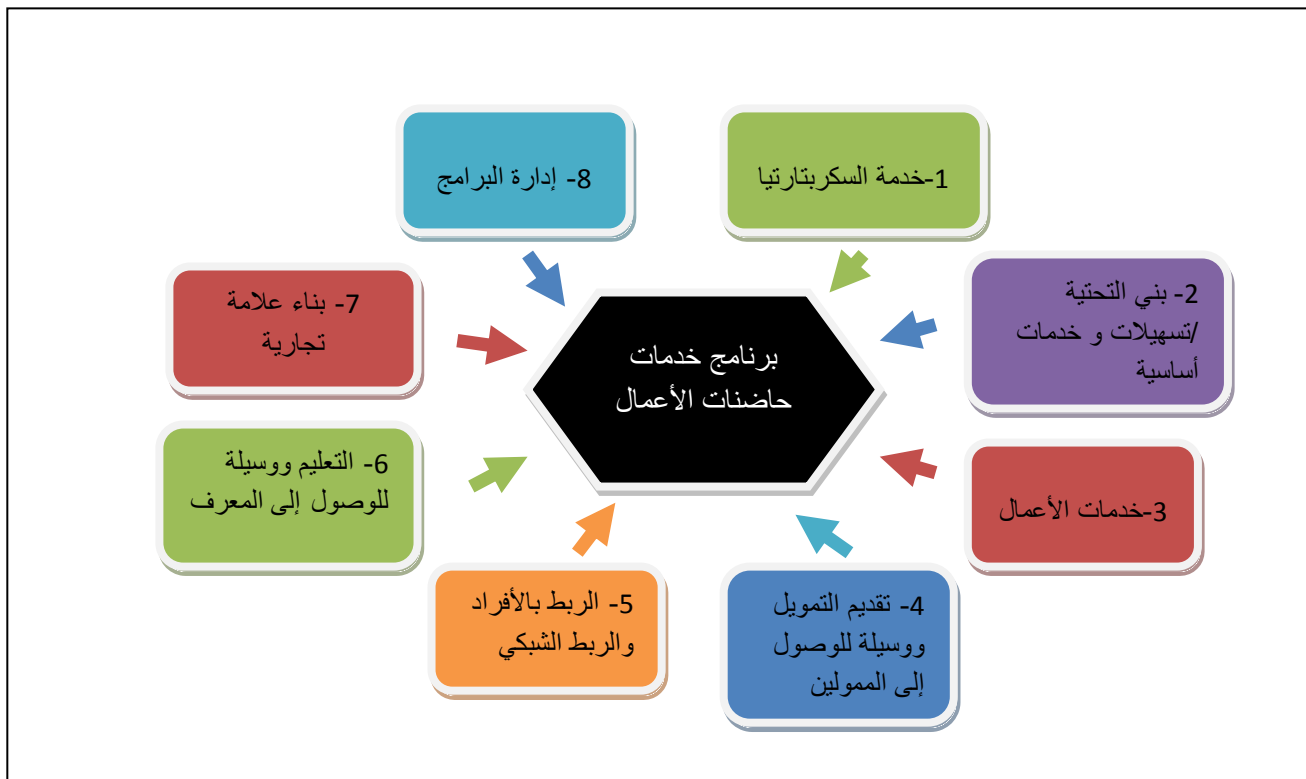 1-خدمة السكربتارتيا
2- بني التحتية
/تسهيلات و خدمات
أساسية
3-خدمات الأعمال
4- تقديم التمويل
ووسيلة للوصول
إلى الممولين
5- الربط بالأفراد
والربط الشبكي
6- التعليم ووسيلة
للوصول إلى المعرف
7- بناء علامة
تجارية
8- إدارة البرامج
برنامج خدمات
حاضنات الأعمال